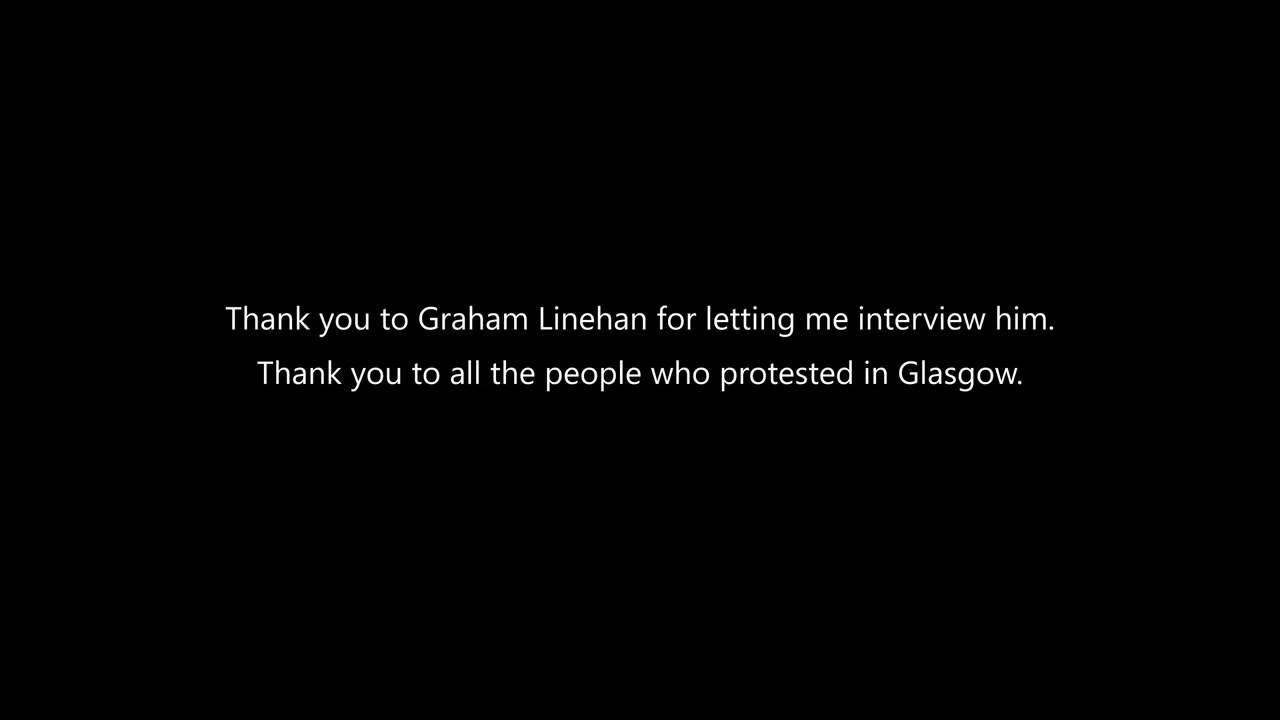 Thank you to Graham Linehan for letting me interview him.
Thank you to all the people who protested in Glasgow.